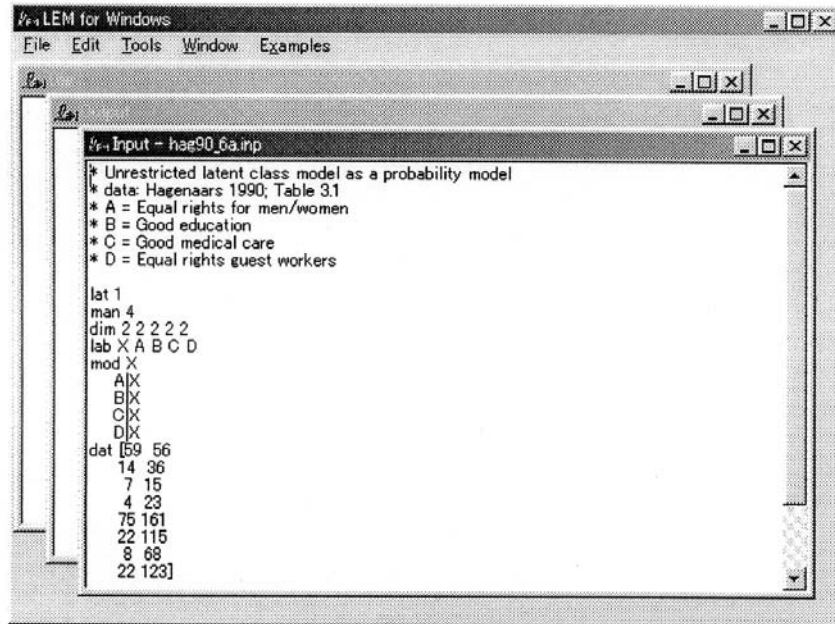 LEM for Windows
File Edit Tools Window Examples
Input - hag90_6a.inp
* Unrestricted latent class model as a probability model
* data: Hagenaars 1990; Table 3.1
* A = Equal rights for men/women
* B = Good education
* C = Good medical care
* D = Equal rights guest workers
lat 1
man 4
dim 2 2 2 2 2
lab X A B C D
mod X
A|X
B|X
C|X
D|X
dat [59 56
14 36
7 15
4 23
75 161
22 115
8 68
22 123]